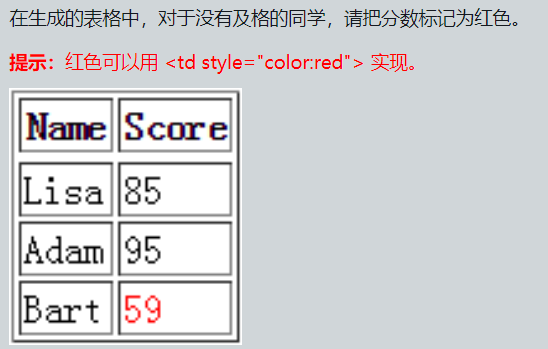 在生成的表格中，对于没有及格的同学，请把分数标记为红色。
提示：红色可以用 <td style="color:red"> 实现。
Name Score
Lisa 85
Adam 95
Bart 59